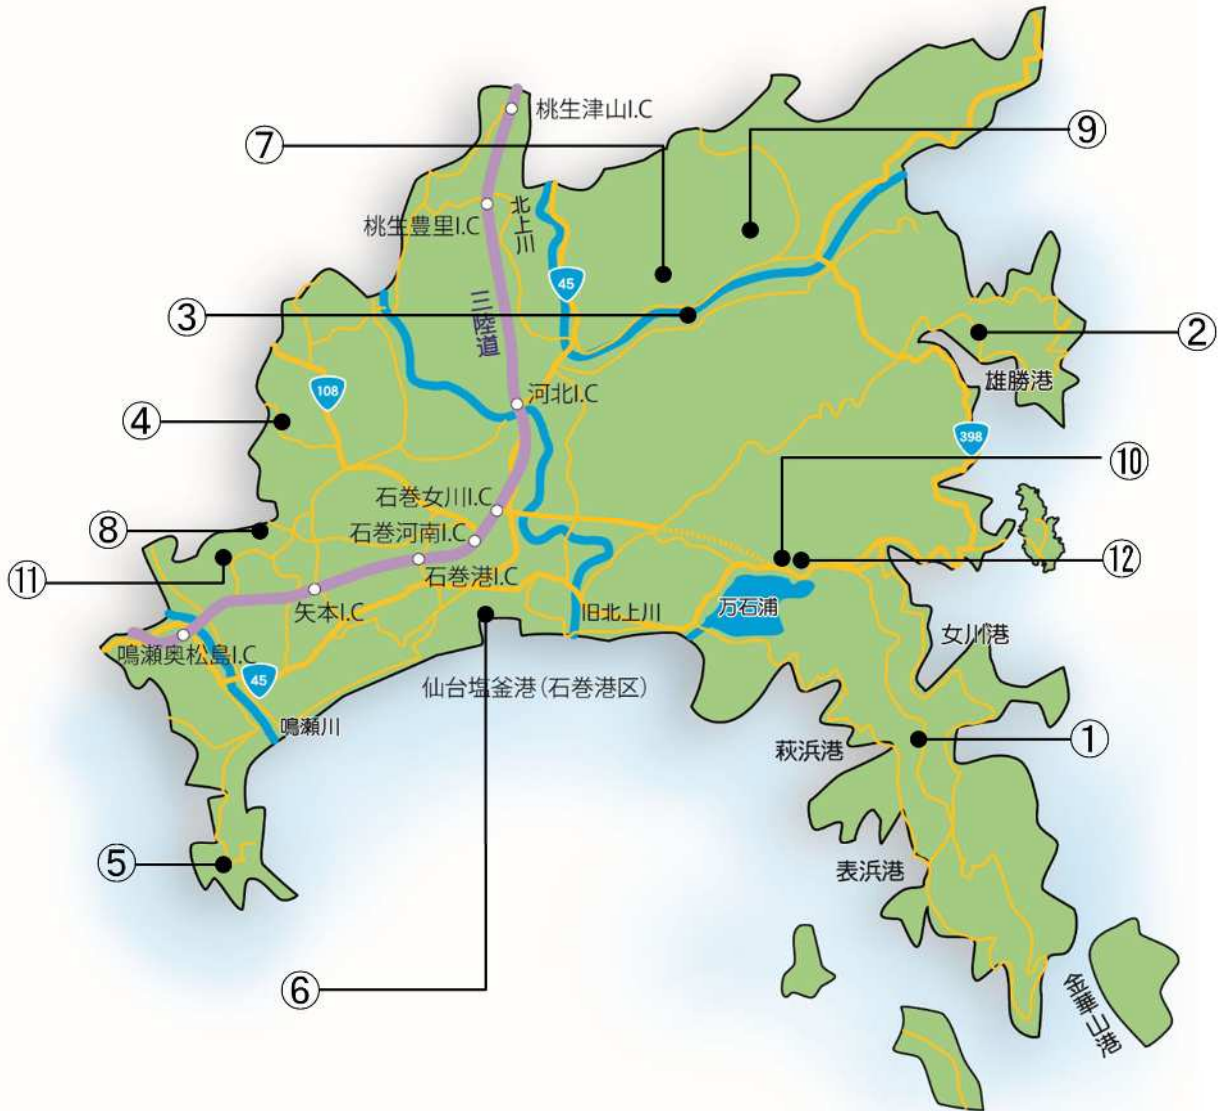 桃生津山I.C
⑨
⑦
桃生豊里I.C
北上川
45
③
三陸道
②
雄勝港
108
河北I.C
④
398
⑩
石巻女川I.C
⑧
石巻河南I.C
⑪
石巻港I.C
⑫
矢本I.C
旧北上川
万石浦
女川港
鳴瀬奥松島I.C
45
仙台塩釜港(石巻港区)
鳴瀬川
萩浜港
①
⑤
表浜港
⑥
金華山港